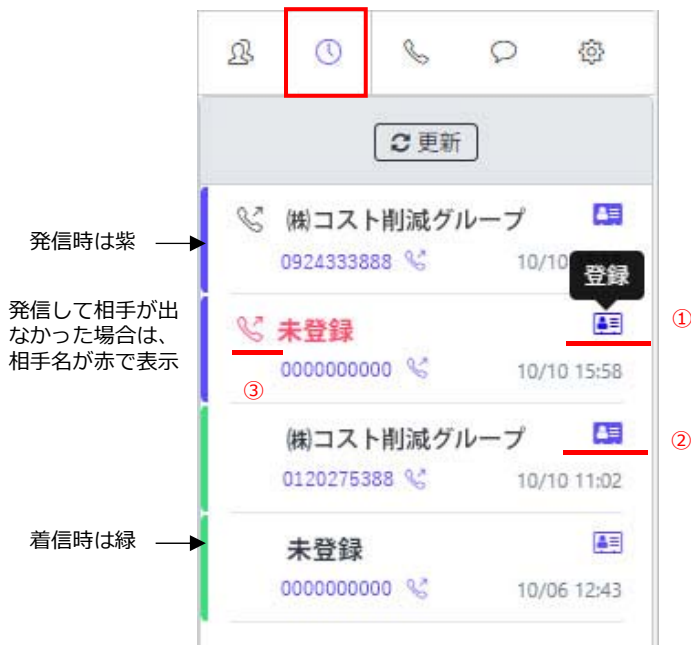 更新
㈱コスト削減グループ
0924333888
10/10
登録
発信時は紫
発信して相手が出
なかった場合は、
相手名が赤で表示
未登録
①
0000000000
10/10 15:58
③
㈱コスト削減グループ
②
0120275388
10/10 11:02
着信時は緑
未登録
0000000000
10/06 12:43